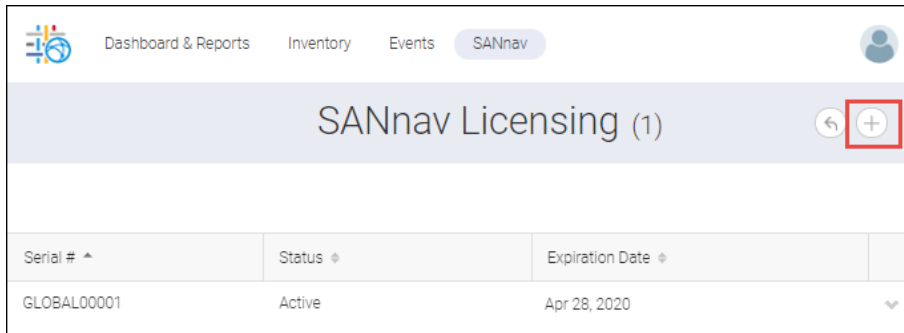 Dashboard & Reports Inventory Events SANnav
SANnav Licensing (1)
Serial # Status Expiration Date
GLOBAL00001 Active Apr 28, 2020